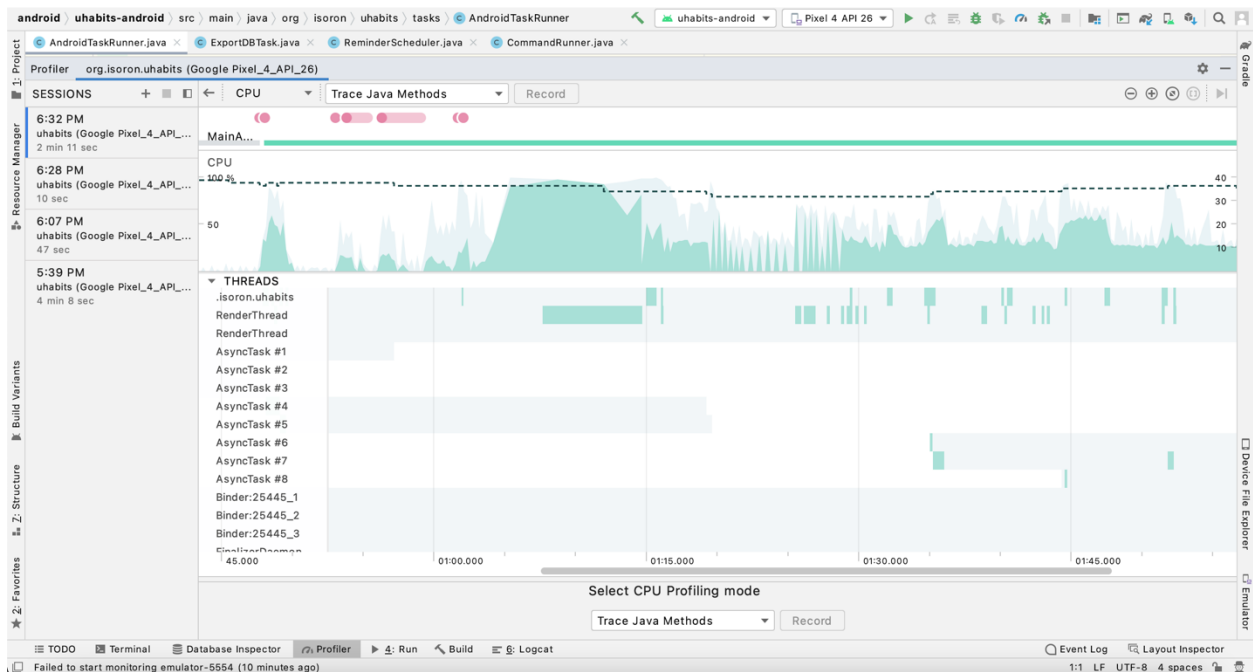 android > uhabits-android > src > main > java > org > isoron > uhabits > tasks > AndroidTaskRunner
uhabits-android
Pixel 4 API 26
AndroidTaskRunner.java
ExportDBTask.java
ReminderScheduler.java
CommandRunner.java
1: Project
Resource Manager
Build Variants
7: Structure
2: Favorites
Gradle
Device File Explorer
Emulator
Profiler
org.isoron.uhabits (Google Pixel_4_API_26)
SESSIONS
CPU
Trace Java Methods
Record
6:32 PM
uhabits (Google Pixel_4_API_...
2 min 11 sec
6:28 PM
uhabits (Google Pixel_4_API_...
10 sec
6:07 PM
uhabits (Google Pixel_4_API_...
47 sec
5:39 PM
uhabits (Google Pixel_4_API_...
4 min 8 sec
MainA...
CPU
100 %
50
40
30
20
10
THREADS
.isoron.uhabits
RenderThread
RenderThread
AsyncTask #1
AsyncTask #2
AsyncTask #3
AsyncTask #4
AsyncTask #5
AsyncTask #6
AsyncTask #7
AsyncTask #8
Binder:25445_1
Binder:25445_2
Binder:25445_3
FinalizerDaemon
45.000
01:00.000
01:15.000
01:30.000
01:45.000
Select CPU Profiling mode
Trace Java Methods
Record
TODO
Terminal
Database Inspector
Profiler
4: Run
Build
6: Logcat
Event Log
Layout Inspector
Failed to start monitoring emulator-5554 (10 minutes ago)
1:1 LF UTF-8 4 spaces